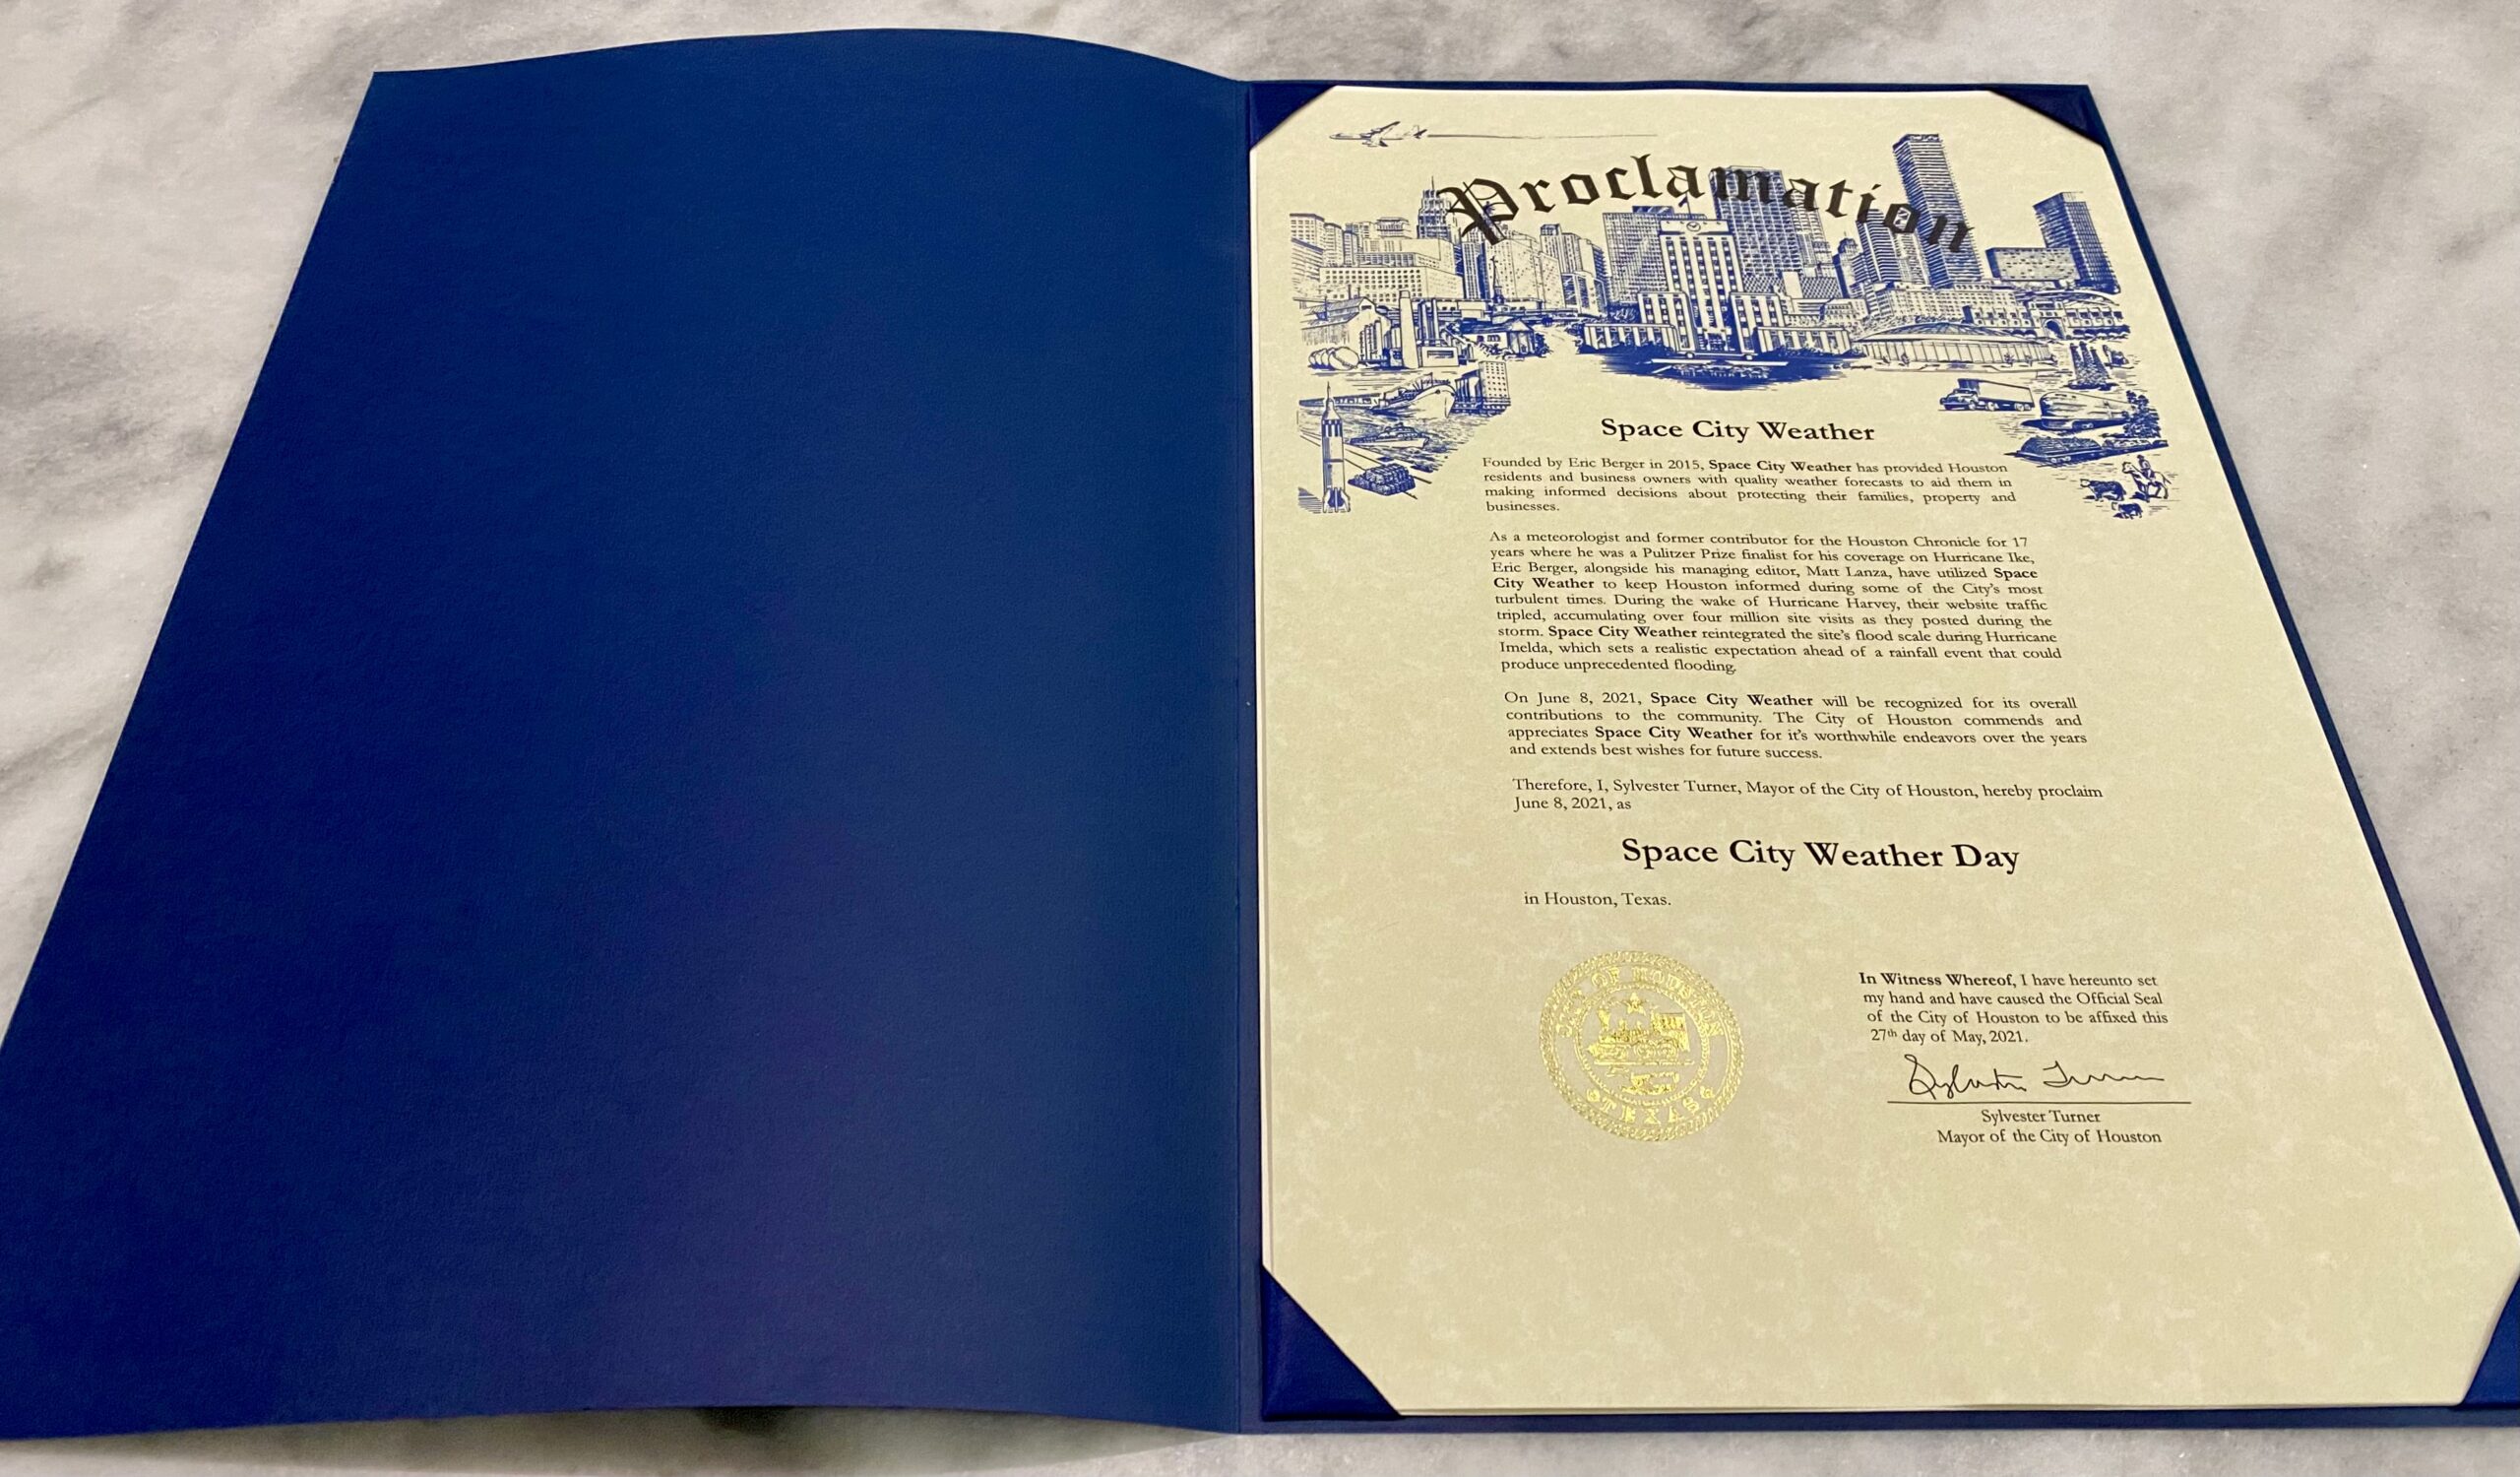 Proclamation
Space City Weather
Founded by Eric Berger in 2015, Space City Weather has provided Houston
residents and business owners with quality weather forecasts to aid them in
making informed decisions about protecting their families, property and
businesses.
As a meteorologist and former contributor for the Houston Chronicle for 17
years where he was a Pulitzer Prize finalist for his coverage on Hurricane Ike,
Eric Berger, alongside his managing editor, Matt Lanza, have utilized Space
City Weather to keep Houston informed during some of the City's most
turbulent times. During the wake of Hurricane Harvey, their website traffic
tripled, accumulating over four million site visits as they posted during the
storm. Space City Weather reintegrated the site's flood scale during Hurricane
Imelda, which sets a realistic expectation ahead of a rainfall event that could
produce unprecedented flooding.
On June 8, 2021, Space City Weather will be recognized for its overall
contributions to the community. The City of Houston commends and
appreciates Space City Weather for it's worthwhile endeavors over the years
and extends best wishes for future success.
Therefore, I, Sylvester Turner, Mayor of the City of Houston, hereby proclaim
June 8, 2021, as
Space City Weather Day
in Houston, Texas.
CITY OF HOUSTON
TEXAS
In Witness Whereof, I have hereunto set
my hand and have caused the Official Seal
of the City of Houston to be affixed this
27th day of May, 2021.
Sylvester Turner
Sylvester Turner
Mayor of the City of Houston